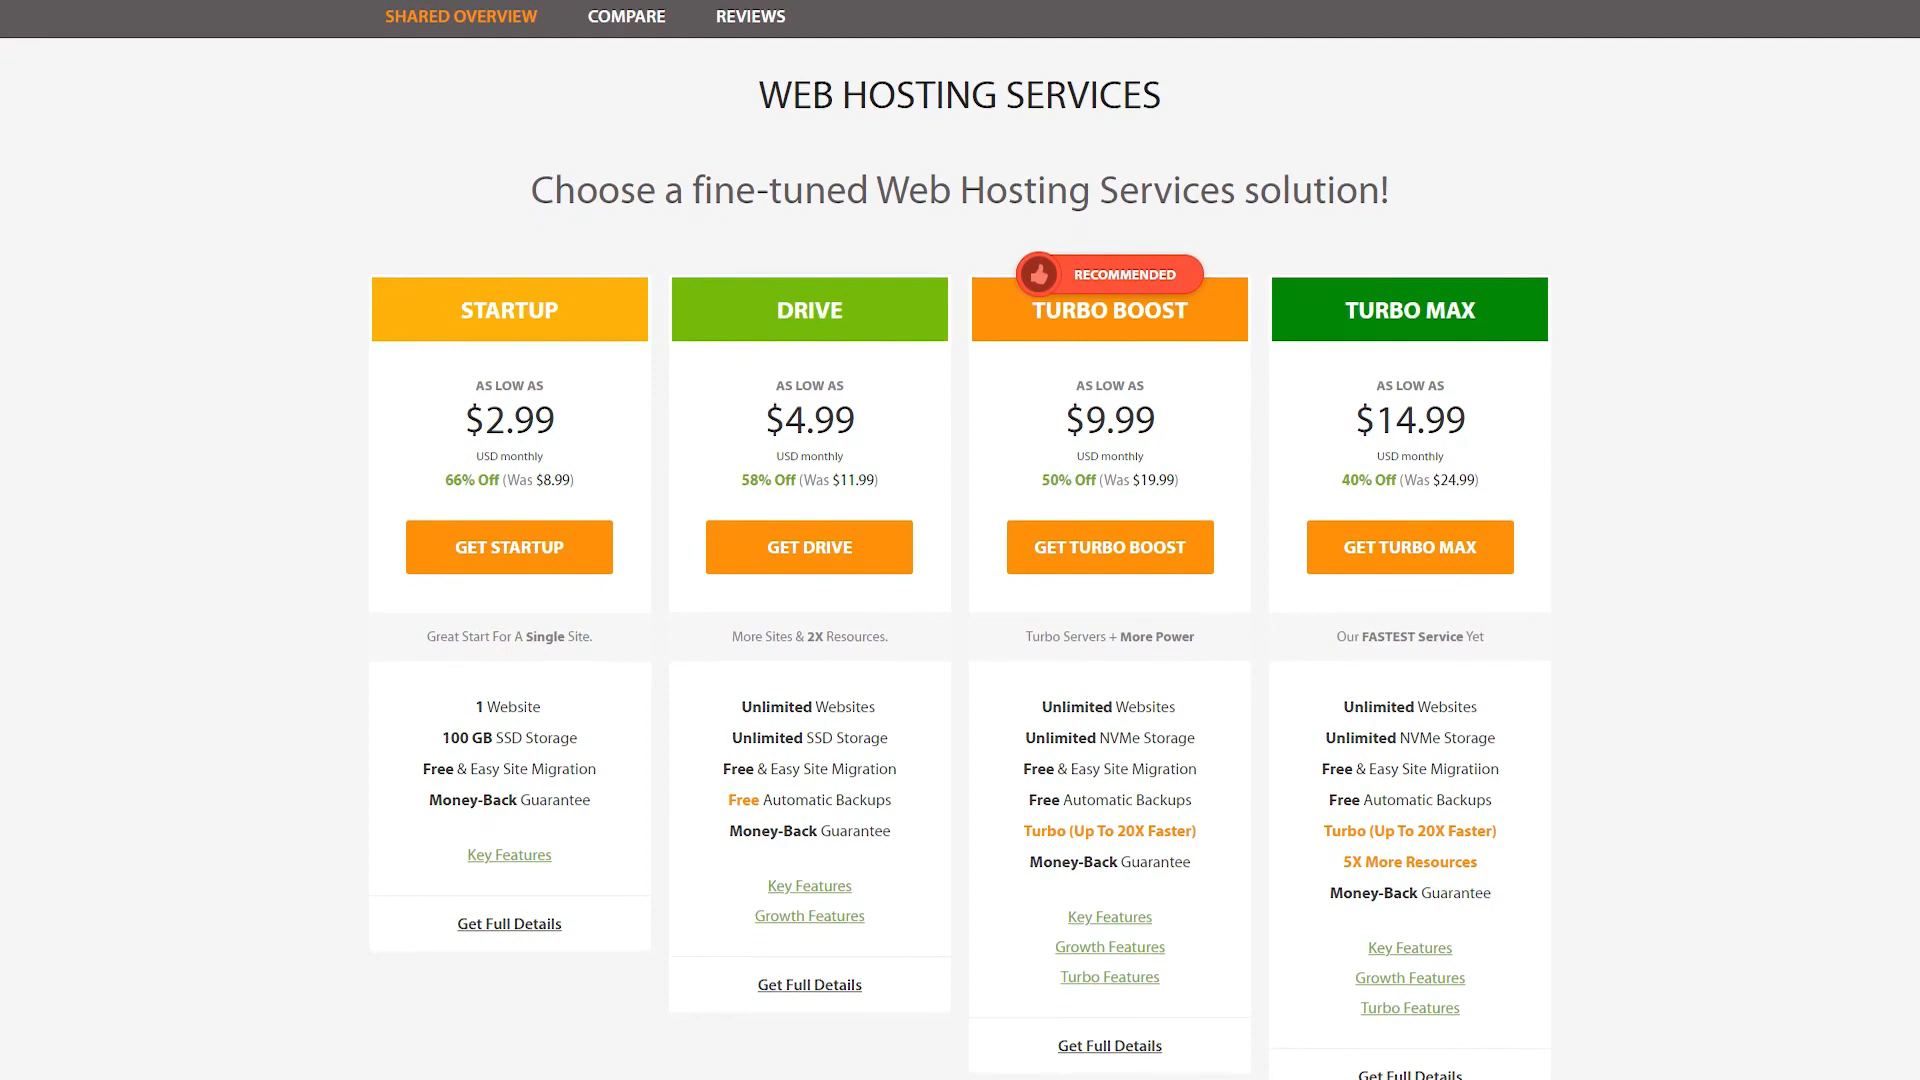 SHARED OVERVIEW COMPARE REVIEWS
WEB HOSTING SERVICES
Choose a fine-tuned Web Hosting Services solution!
RECOMMENDED
STARTUP
AS LOW AS
$2.99
USD monthly
66% Off (Was $8.99)
GET STARTUP
Great Start For A Single Site.
1 Website
100 GB SSD Storage
Free & Easy Site Migration
Money-Back Guarantee
Key Features
Get Full Details
DRIVE
AS LOW AS
$4.99
USD monthly
58% Off (Was $11.99)
GET DRIVE
More Sites & 2X Resources.
Unlimited Websites
Unlimited SSD Storage
Free & Easy Site Migration
Free Automatic Backups
Money-Back Guarantee
Key Features
Growth Features
Get Full Details
TURBO BOOST
AS LOW AS
$9.99
USD monthly
50% Off (Was $19.99)
GET TURBO BOOST
Turbo Servers + More Power
Unlimited Websites
Unlimited NVMe Storage
Free & Easy Site Migration
Free Automatic Backups
Turbo (Up To 20X Faster)
Money-Back Guarantee
Key Features
Growth Features
Turbo Features
Get Full Details
TURBO MAX
AS LOW AS
$14.99
USD monthly
40% Off (Was $24.99)
GET TURBO MAX
Our FASTEST Service Yet
Unlimited Websites
Unlimited NVMe Storage
Free & Easy Site Migratiion
Free Automatic Backups
Turbo (Up To 20X Faster)
5X More Resources
Money-Back Guarantee
Key Features
Growth Features
Turbo Features
Get Full Details